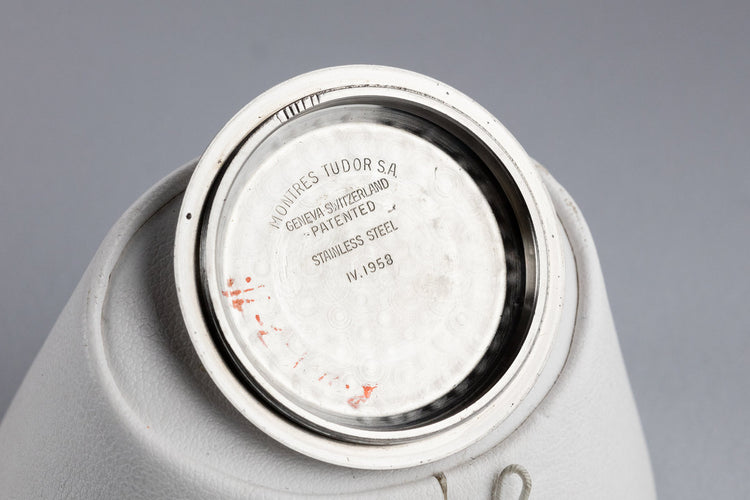 MONTRES TUDOR S.A.
GENEVA SWITZERLAND
PATENTED
STAINLESS STEEL
IV.1958